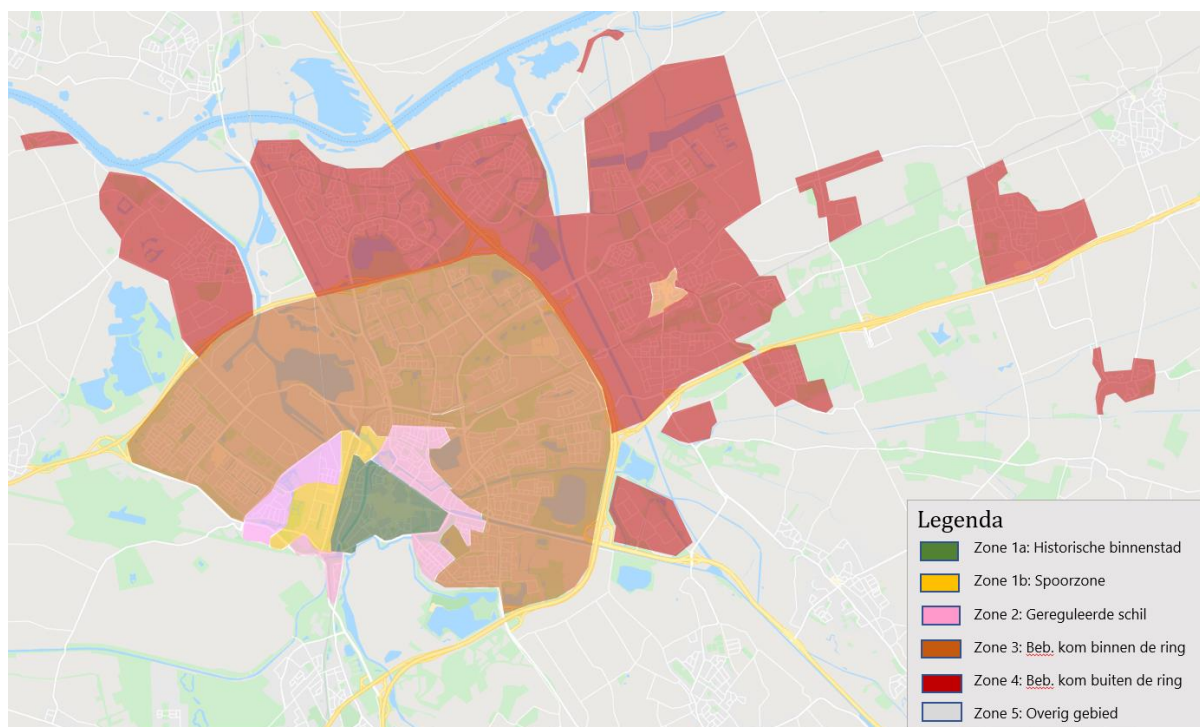 Legenda
Zone 1a: Historische binnenstad
Zone 1b: Spoorzone
Zone 2: Gereguleerde schil
Zone 3: Beb. kom binnen de ring
Zone 4: Beb. kom buiten de ring
Zone 5: Overig gebied